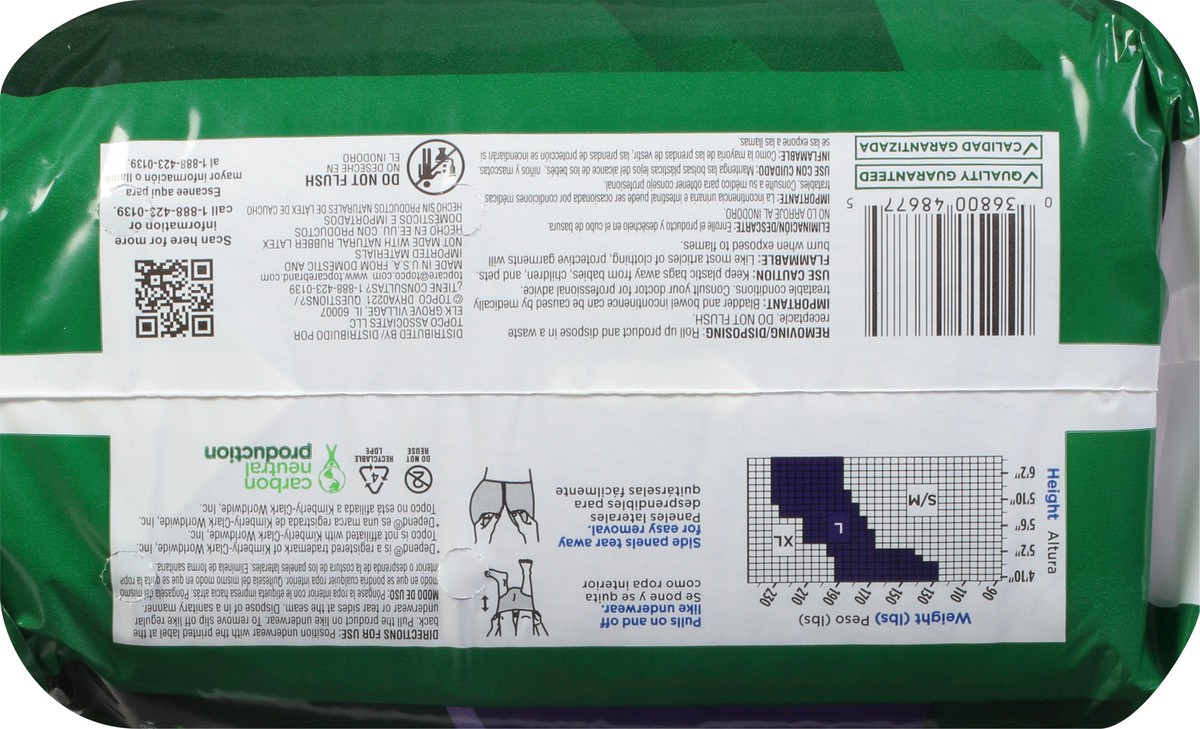 Weight (lbs) Peso (lbs)
90
110
130
150
170
190
210
230
250
Height Altura
4'10"
5'2"
5'6"
5'10"
6'2"
S/M
L
XL
Pulls on and off
like underwear.
Se pone y se quita
como ropa interior
Side panels tear away
for easy removal.
Paneles laterales
desprendibles para
quitárselas fácilmente
DIRECTIONS FOR USE: Position underwear with the printed label at the
back. Pull the product on like underwear. To remove slip off like regular
underwear or tear sides at the seam. Dispose of in a sanitary manner.
MODO DE USO: Póngasela ropa interior con le etiqueta impresa hacia atrás. Póngasela del mismo
modo en que se pondría cualquier ropa interior. Quítesela del mismo modo en que se quita la ropa
interior o desprenda la costura de los paneles laterales. Elimínela de forma sanitaria.
*Depend® is a registered trademark of Kimberly-Clark Worldwide, Inc.
Topco is not affiliated with Kimberly-Clark Worldwide, Inc.
*Depend® es una marca registrada de Kimberly-Clark Worldwide, Inc.
Topco no está afiliada a Kimberly-Clark Worldwide, Inc.
DO NOT
REUSE
4
RECYCLABLE
LDPE
carbon
neutral
production
REMOVING/DISPOSING: Roll up product and dispose in a waste
receptacle. DO NOT FLUSH.
IMPORTANT: Bladder and bowel incontinence can be caused by medically
treatable conditions. Consult your doctor for professional advice.
USE CAUTION: Keep plastic bags away from babies, children, and pets.
FLAMMABLE: Like most articles of clothing, protective garments will
burn when exposed to flames.
ELIMINACIÓN/DESCARTE: Enrolle el producto y deséchelo en el cubo de basura
NO LO ARROJE AL INODORO.
IMPORTANTE: La incontinencia urinaria e intestinal puede ser ocasionada por condiciones médicas
tratables. Consulte a su médico para obtener consejo profesional.
USE CON CUIDADO: Mantenga las bolsas plásticas lejos del alcance de los bebés, niños y mascotas.
INFLAMABLE: Como la mayoría de las prendas de vestir, las prendas de protección se incendiarán si
se las expone a las llamas.
0 36800 48677 5
✓QUALITY GUARANTEED
✓CALIDAD GARANTIZADA
DISTRIBUTED BY/ DISTRIBUIDO POR
TOPCO ASSOCIATES LLC
ELK GROVE VILLAGE, IL 60007
© TOPCO DRYA0221 QUESTIONS? /
¿TIENE CONSULTAS? 1-888-423-0139
topcare@topco.com www.topcarebrand.com
MADE IN U.S.A. FROM DOMESTIC AND
IMPORTED MATERIALS
NOT MADE WITH NATURAL RUBBER LATEX
HECHO EN EE.UU. CON PRODUCTOS
DOMÉSTICOS E IMPORTADOS
HECHO SIN PRODUCTOS NATURALES DE LÁTEX DE CAUCHO
DO NOT FLUSH
NO DESECHE EN
EL INODORO
Scan here for more
information or
call 1-888-423-0139.
Escanee aquí para
mayor información o llame
al 1-888-423-0139.